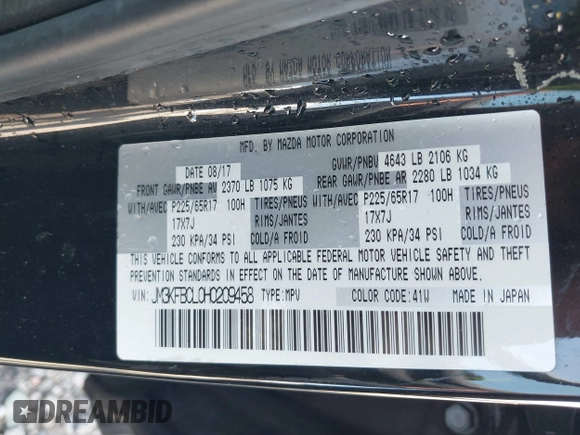 MFD. BY MAZDA MOTOR CORPORATION
DATE 08/17 GVWR/PNBV 4643 LB 2106 KG
FRONT GAWR/PNBE AV 2370 LB 1075 KG REAR GAWR/PNBE AR 2280 LB 1034 KG
WITH/AVEC P225/65R17 100H TIRES/PNEUS WITH/AVEC P225/65R17 100H TIRES/PNEUS
17X7J RIMS/JANTES 17X7J RIMS/JANTES
230 KPA/34 PSI COLD/A FROID 230 KPA/34 PSI COLD/A FROID
THIS VEHICLE CONFORMS TO ALL APPLICABLE FEDERAL MOTOR VEHICLE SAFETY AND THEFT
PREVENTION STANDARDS IN EFFECT ON THE DATE OF MANUFACTURE SHOWN ABOVE.
VIN: JM3KFBCL0H0209458 TYPE:MPV COLOR CODE:41W MADE IN JAPAN
DREAMBID